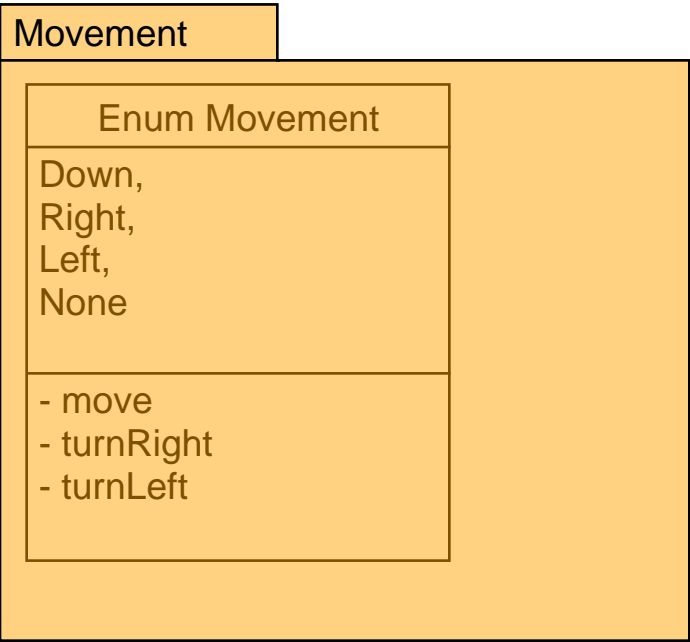 Movement
Enum Movement
Down,
Right,
Left,
None
- move
- turnRight
- turnLeft